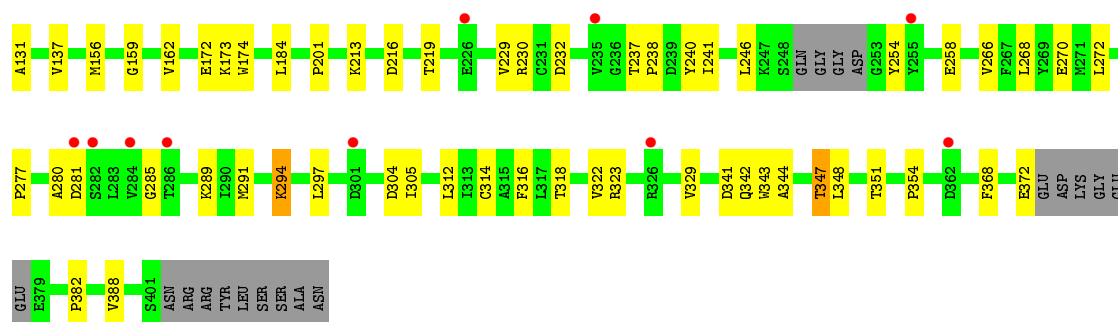 A131 V137 M156 G159 V162 E172 K173 W174 L184 P201 K213 D216 T219 E226 V229 R230 C231 D232 V235 G236 T237 P238 D239 Y240 I241 L246 K247 S248 GLN GLY GLY ASP G253 Y254 Y255 E258 V266 F267 L268 Y269 E270 M271 L272
P277 A280 D281 S282 L283 V284 G285 T286 K289 I290 M291 K294 L297 D301 D304 I305 L312 I313 C314 A315 F316 L317 T318 V322 R323 R326 V329 D341 Q342 W343 A344 T347 L348 T351 P354 D362 F368 E372 GLU ASP LYS GLY GLU
GLU E379 P382 V388 S401 ASN ARG ARG TYR LEU SER SER ALA ASN